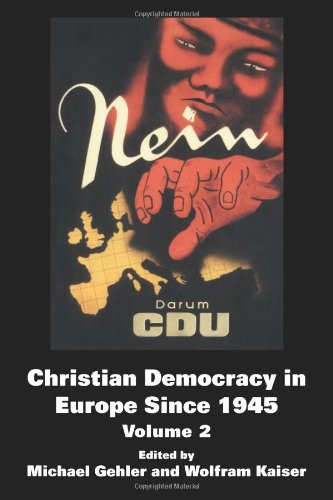 Nein
Darum
CDU
Christian Democracy in
Europe Since 1945
Volume 2
Edited by
Michael Gehler and Wolfram Kaiser